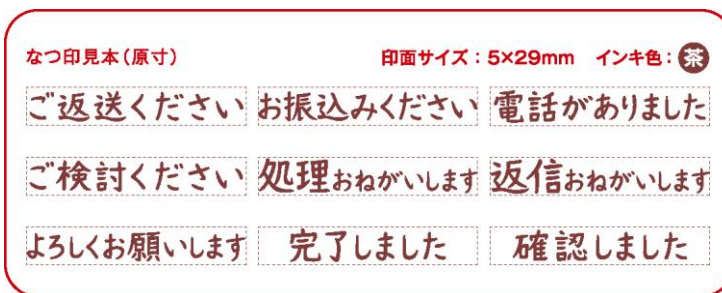 なつ印見本(原寸) 印面サイズ:5×29mm インキ色:茶
ご返送ください お振込みください 電話がありました
ご検討ください 処理おねがいします 返信おねがいします
よろしくお願いします 完了しました 確認しました